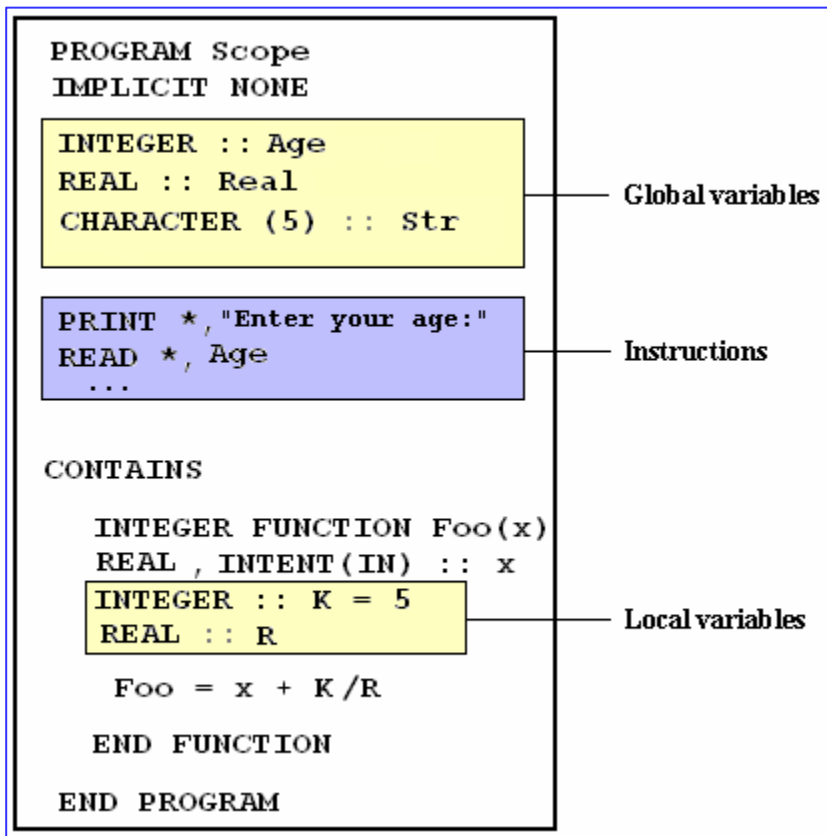 PROGRAM Scope
IMPLICIT NONE
INTEGER :: Age
REAL :: Real
CHARACTER (5) :: Str
Global variables
PRINT *,"Enter your age:"
READ *, Age
...
Instructions
CONTAINS
INTEGER FUNCTION Foo(x)
REAL ,INTENT(IN) :: x
INTEGER :: K = 5
REAL :: R
Local variables
Foo = x + K/R
END FUNCTION
END PROGRAM